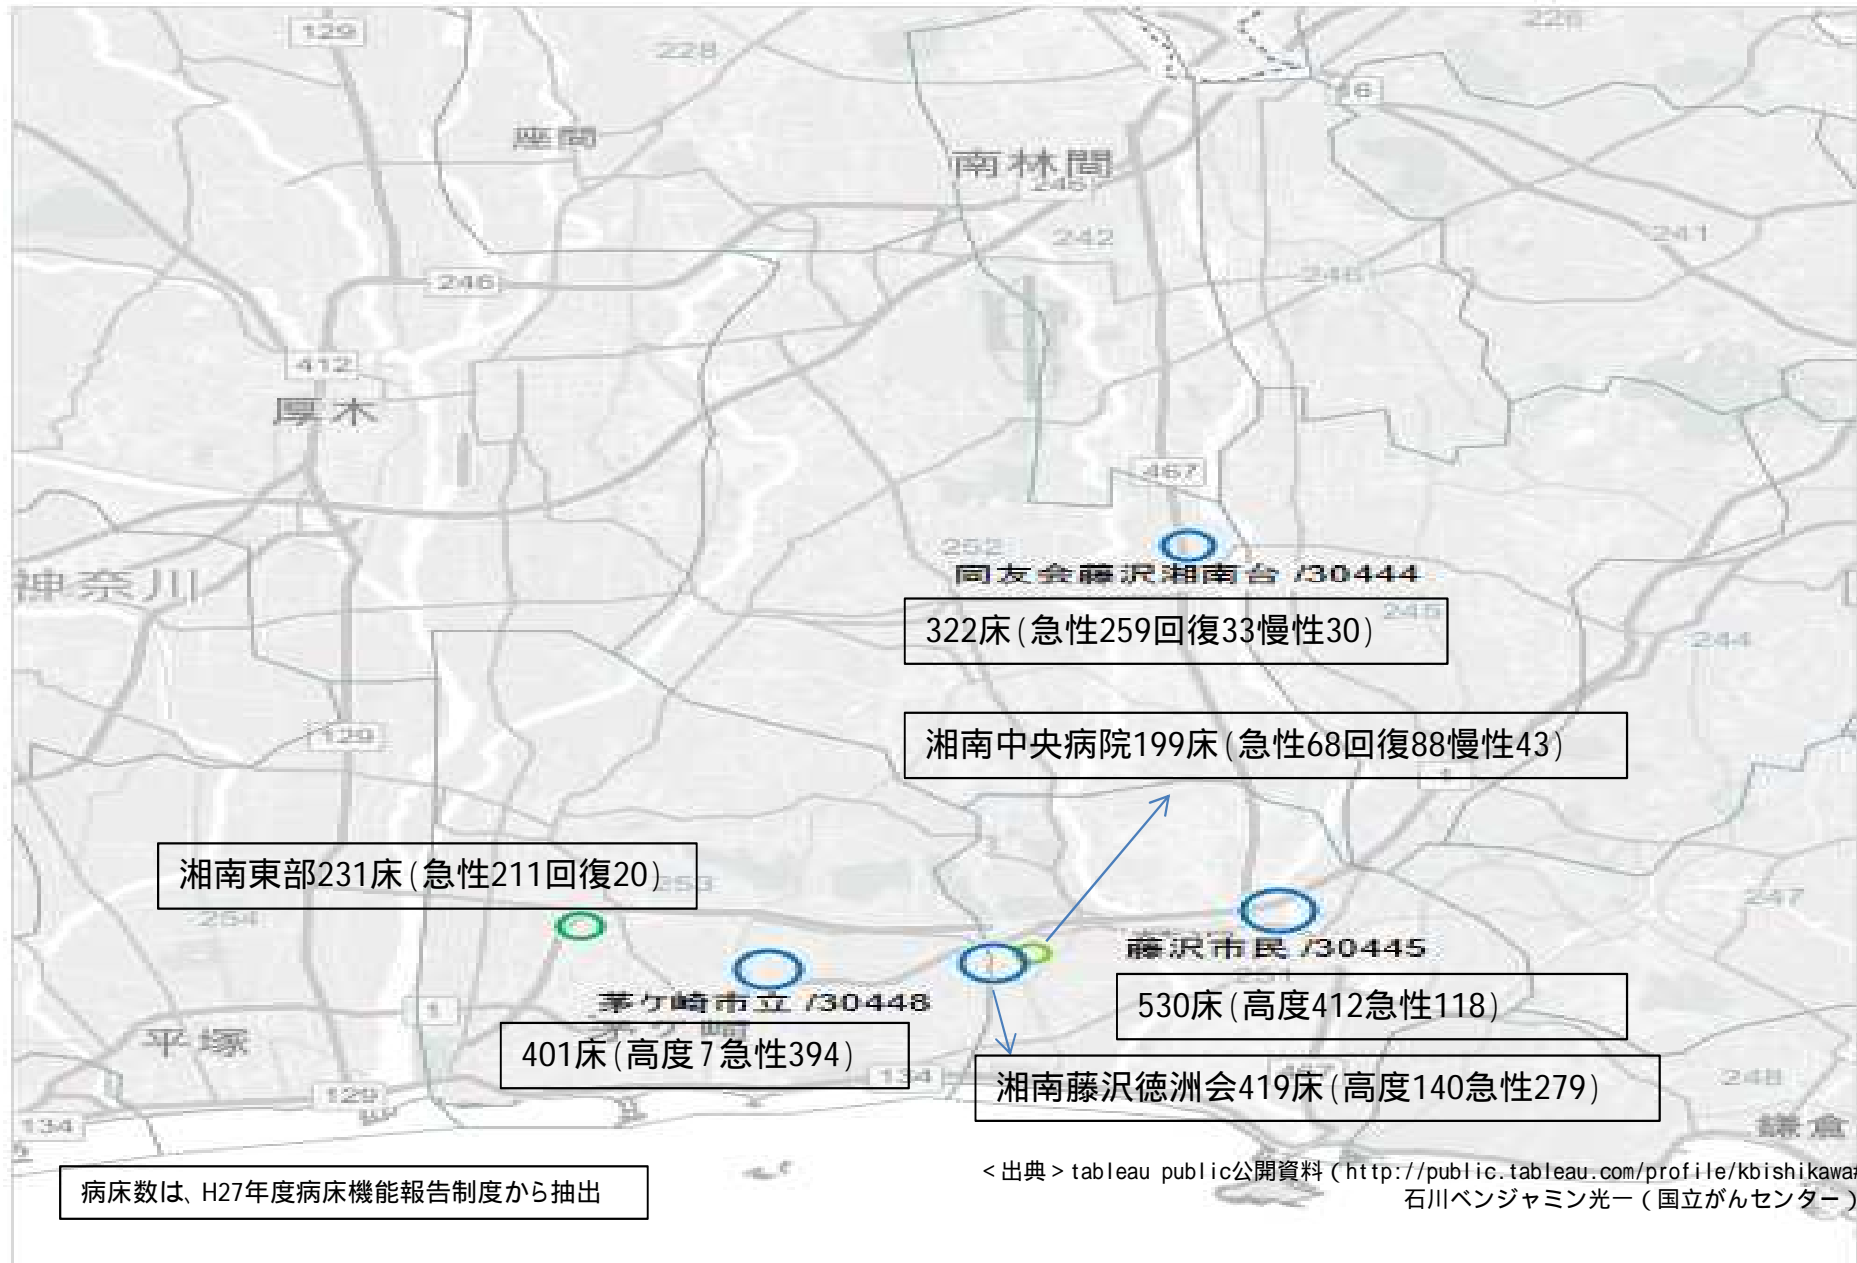 226
129
228
16
座間
南林間
245
242
241
246
246
412
厚木
467
252
同友会藤沢湘南台 /30444
神奈川
322床(急性259回復33慢性30)
245
244
129
湘南中央病院199床(急性68回復88慢性43)
1
湘南東部231床(急性211回復20)
253
254
247
藤沢市民 /30445
251
茅ケ崎市立 /30448
茅ケ崎
1
530床(高度412急性118)
平塚
401床(高度7急性394)
134
467
湘南藤沢徳洲会419床(高度140急性279)
248
129
134
鎌倉
<出典>tableau public公開資料(http://public.tableau.com/profile/kbishikawa#
石川ベンジャミン光一(国立がんセンター)
病床数は、H27年度病床機能報告制度から抽出